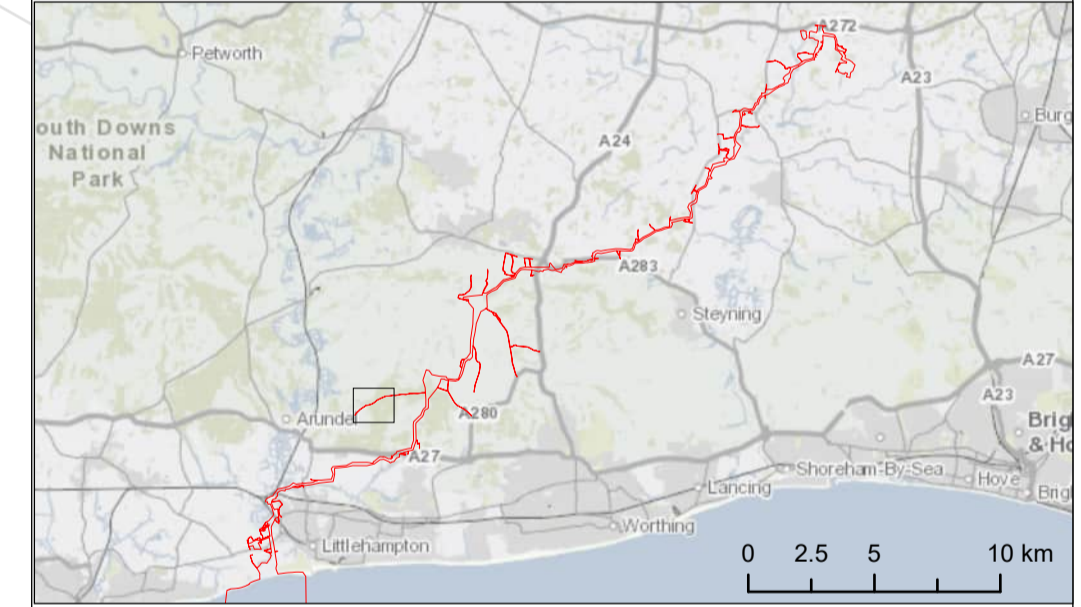 A272
Petworth
A23
Burg
outh Downs
National
Park
A24
A283
Steyning
A27
A23
Arundel
A280
Brig
& Ho
A27
Shoreham-By-Sea
Hove
Lancing
Brig
Worthing
Littlehampton
0 2.5 5 10 km